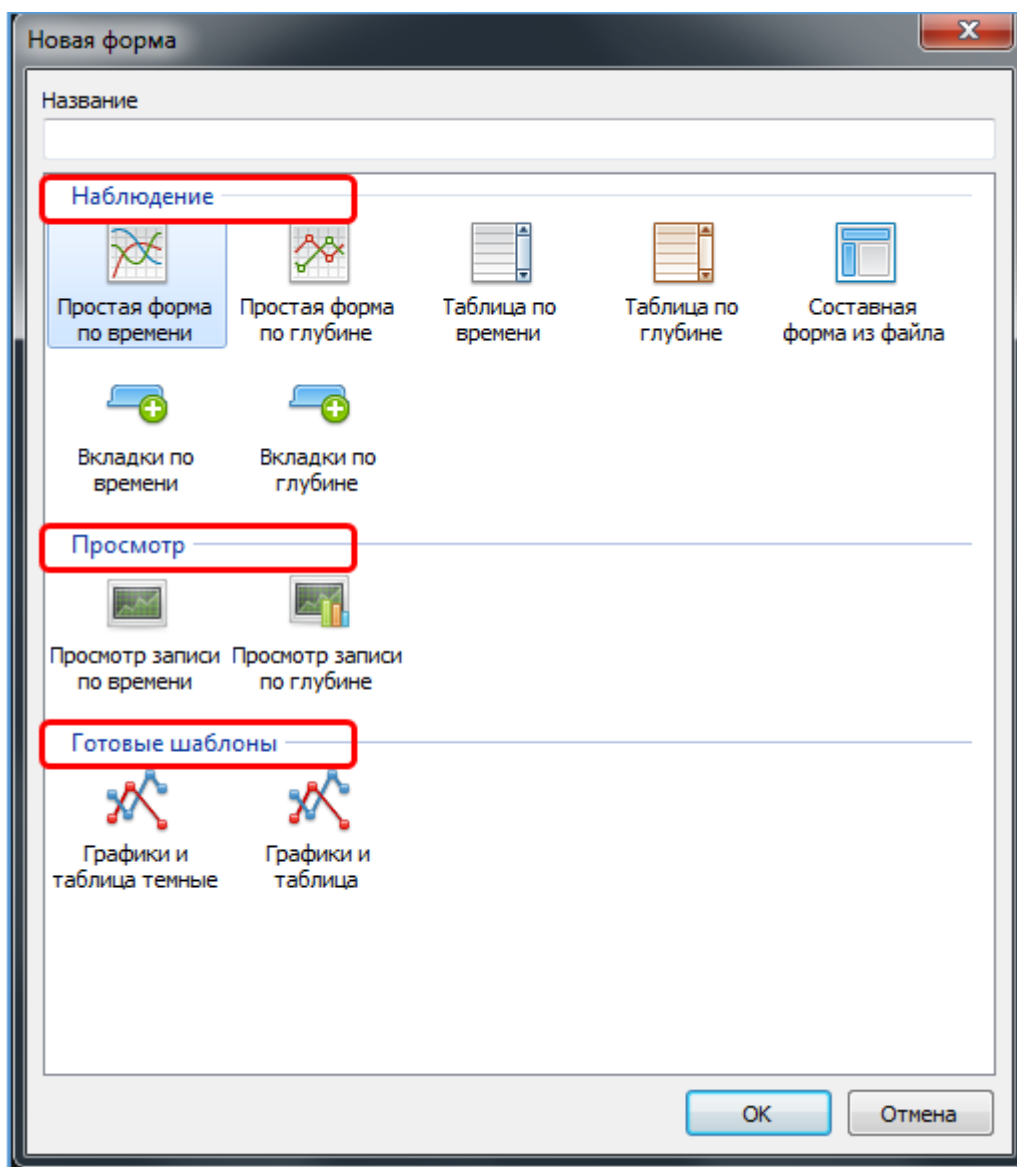 Новая форма
Название
Наблюдение
Простая форма Простая форма Таблица по Таблица по Составная
по времени по глубине времени глубине форма из файла
Вкладки по Вкладки по
времени глубине
Просмотр
Просмотр записи Просмотр записи
по времени по глубине
Готовые шаблоны
Графики и Графики и
таблица темные таблица
ОК Отмена